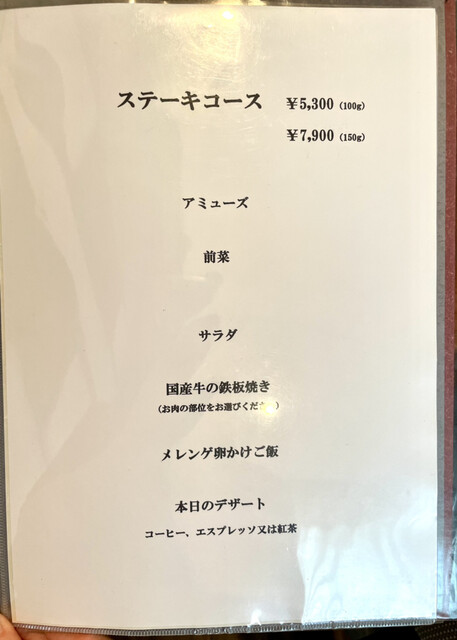 ステーキコース ¥5,300 (100g)
¥7,900 (150g)
アミューズ
前菜
サラダ
国産牛の鉄板焼き
(お肉の部位をお選びください)
メレンゲ卵かけご飯
本日のデザート
コーヒー、エスプレッソ又は紅茶